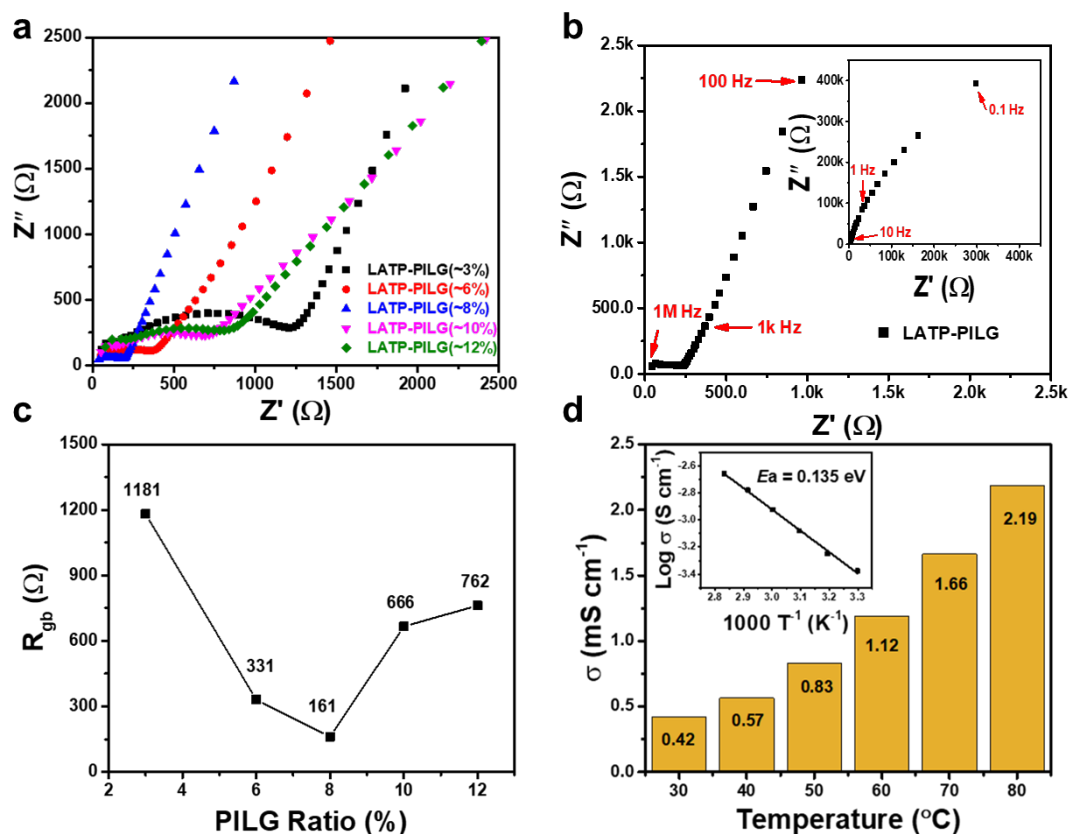 a
2500
2000
1500
1000
500
0
0 500 1000 1500 2000 2500
Z″ (Ω)
Z' (Ω)
LATP-PILG(~3%)
LATP-PILG(~6%)
LATP-PILG(~8%)
LATP-PILG(~10%)
LATP-PILG(~12%)
b
2.5k
2.0k
1.5k
1.0k
500.0
0.0
0.0 500.0 1.0k 1.5k 2.0k 2.5k
Z″ (Ω)
Z' (Ω)
100 Hz
1M Hz
1k Hz
LATP-PILG
400k
300k
200k
100k
0
0 100k 200k 300k 400k
Z″ (Ω)
Z' (Ω)
0.1 Hz
1 Hz
10 Hz
c
1500
1200
900
600
300
0
2 4 6 8 10 12
R_gb (Ω)
PILG Ratio (%)
1181
331
161
666
762
d
2.5
2.0
1.5
1.0
0.5
0.0
30 40 50 60 70 80
σ (mS cm⁻¹)
Temperature (°C)
0.42
0.57
0.83
1.12
1.66
2.19
-2.6
-2.8
-3.0
-3.2
-3.4
2.8 2.9 3.0 3.1 3.2 3.3
Log σ (S cm⁻¹)
1000 T⁻¹ (K⁻¹)
Ea = 0.135 eV